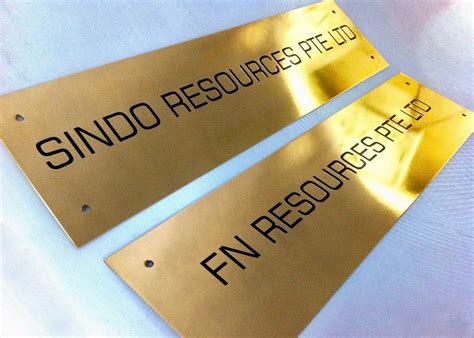 SINDO RESOURCES PTE LTD
FN RESOURCES PTE LTD